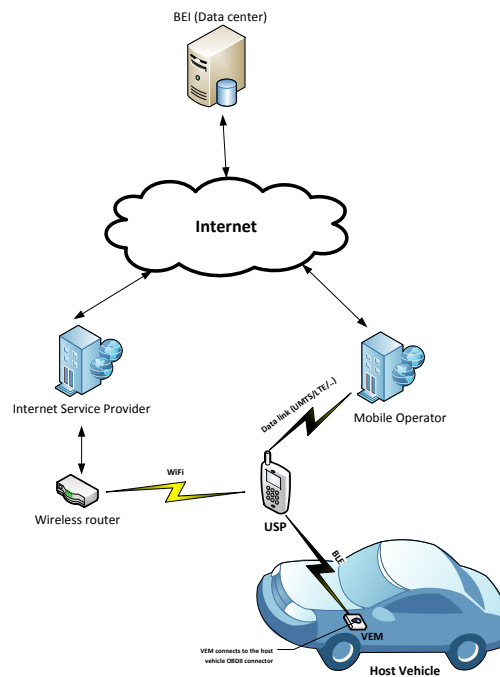 BEI (Data center)
Internet
Internet Service Provider
Mobile Operator
Data link (UMTS/LTE/..)
WiFi
Wireless router
USP
BLE
VEM
VEM connects to the host
vehicle OBDII connector
Host Vehicle